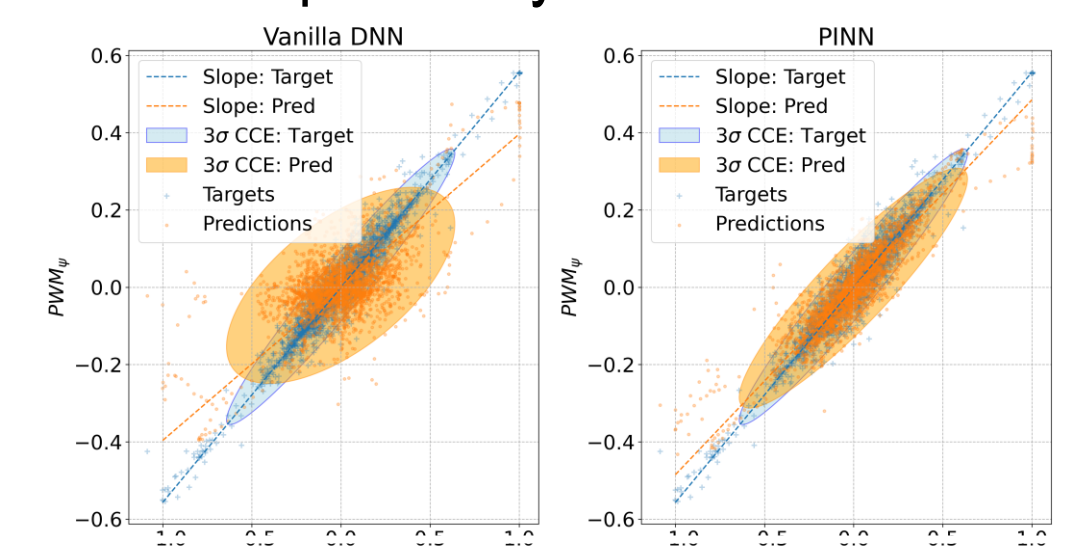 Vanilla DNN
0.6
0.4
0.2
0.0
−0.2
−0.4
−0.6
PWMψ
Slope: Target
Slope: Pred
3σ CCE: Target
3σ CCE: Pred
Targets
Predictions
PINN
0.6
0.4
0.2
0.0
−0.2
−0.4
−0.6
PWMψ
Slope: Target
Slope: Pred
3σ CCE: Target
3σ CCE: Pred
Targets
Predictions